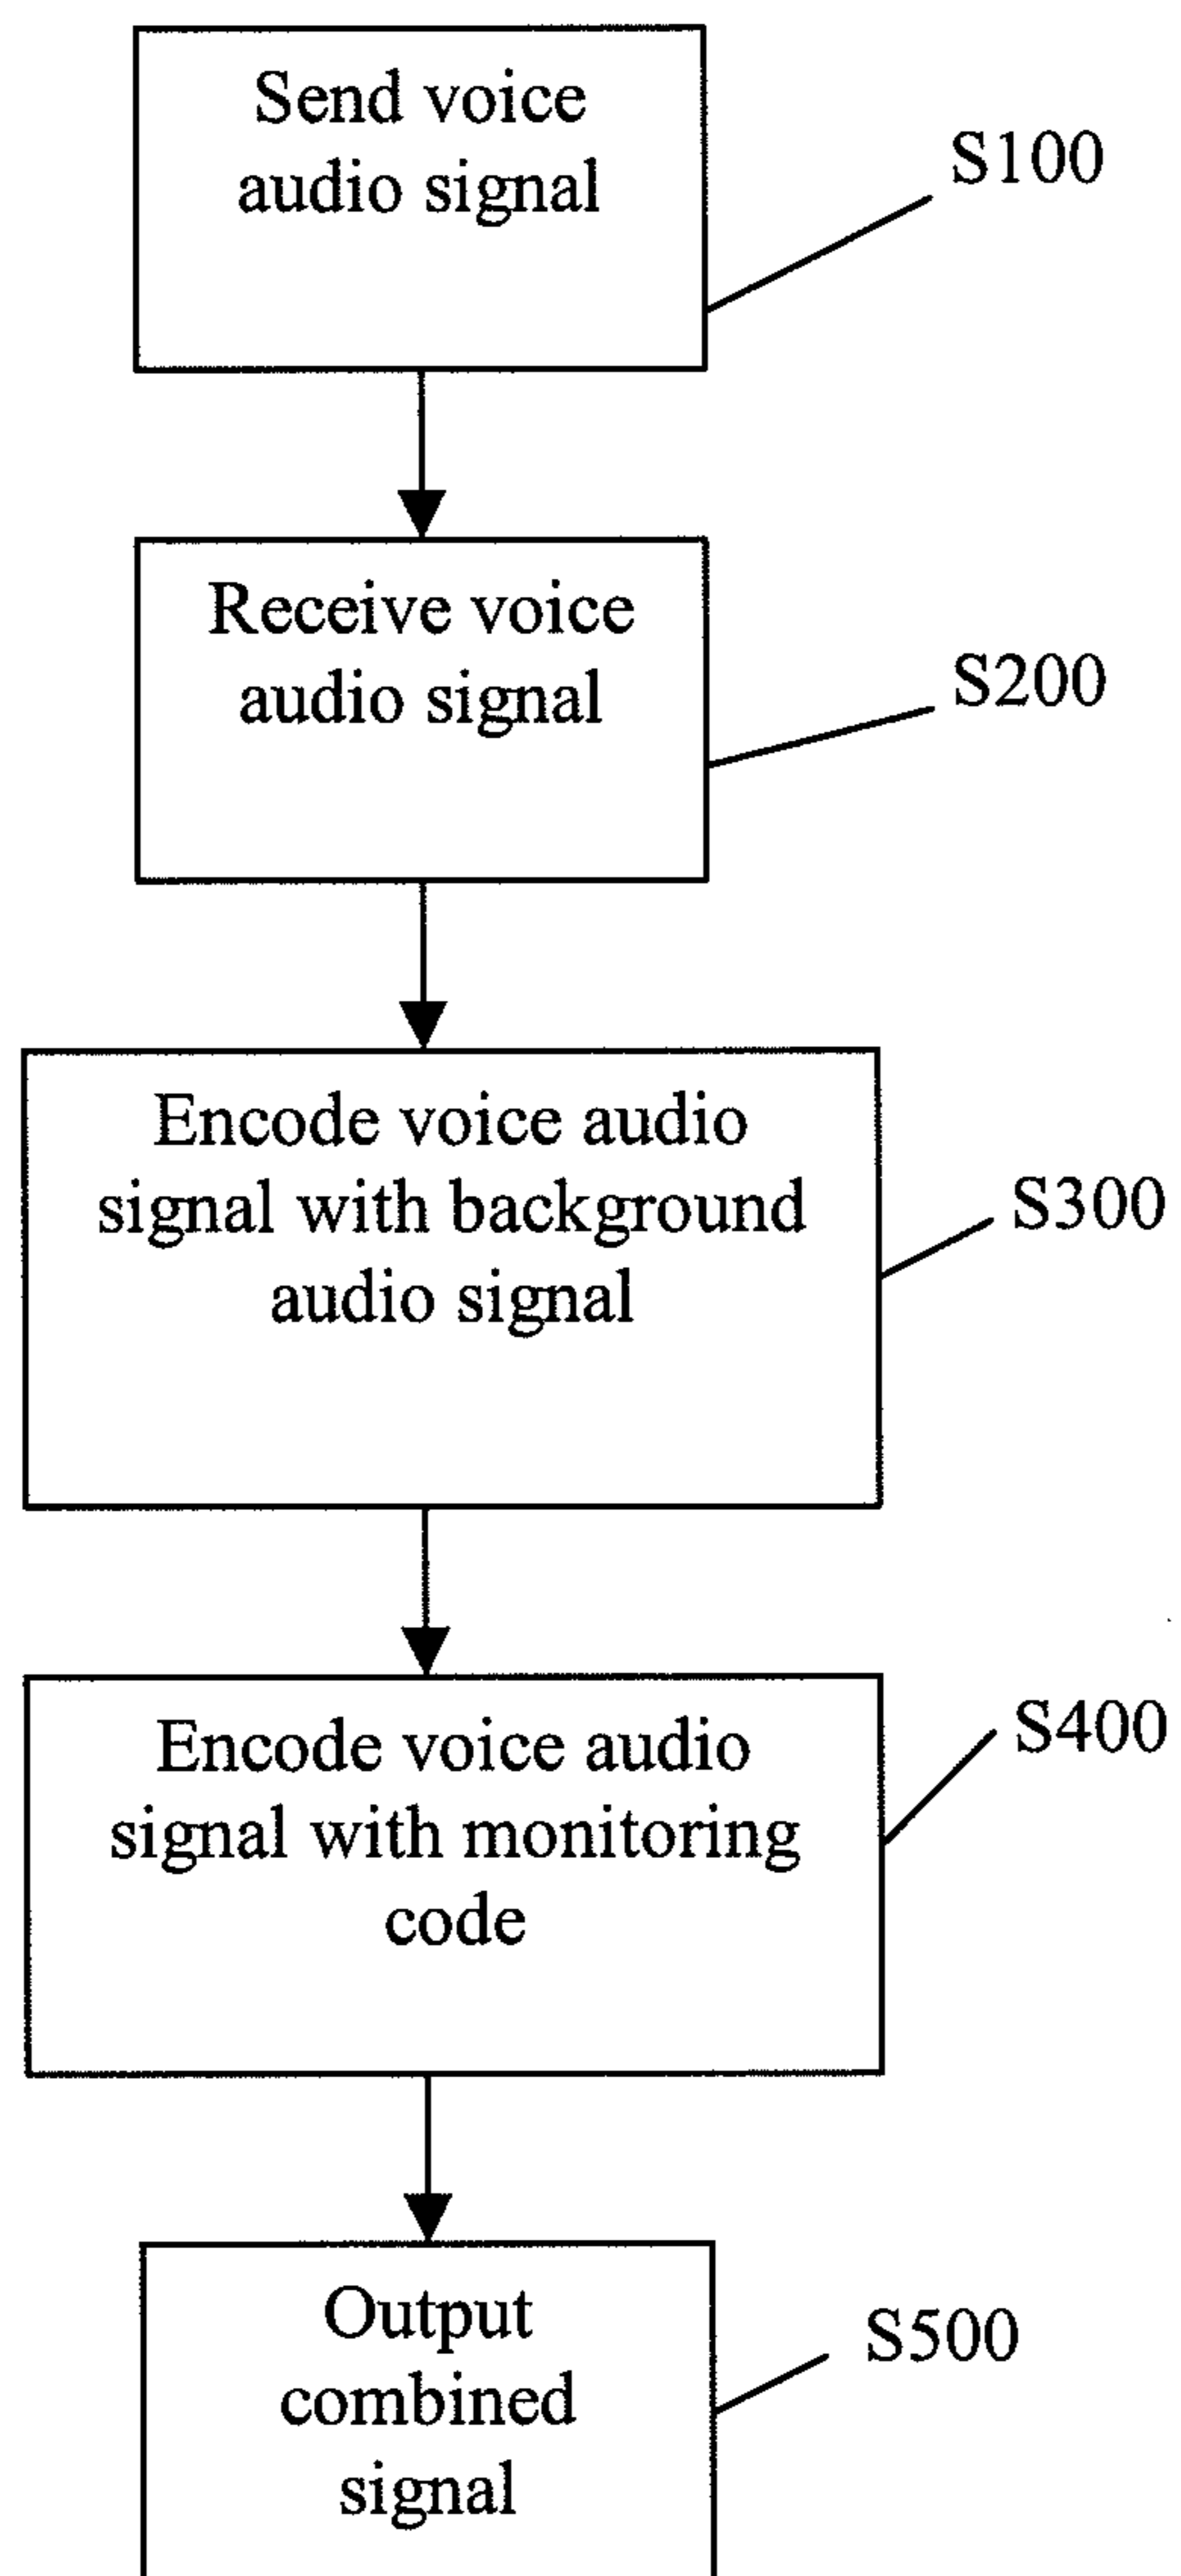 Send voice
audio signal
S100
Receive voice
audio signal
S200
Encode voice audio
signal with background
audio signal
S300
Encode voice audio
signal with monitoring
code
S400
Output
combined
signal
S500